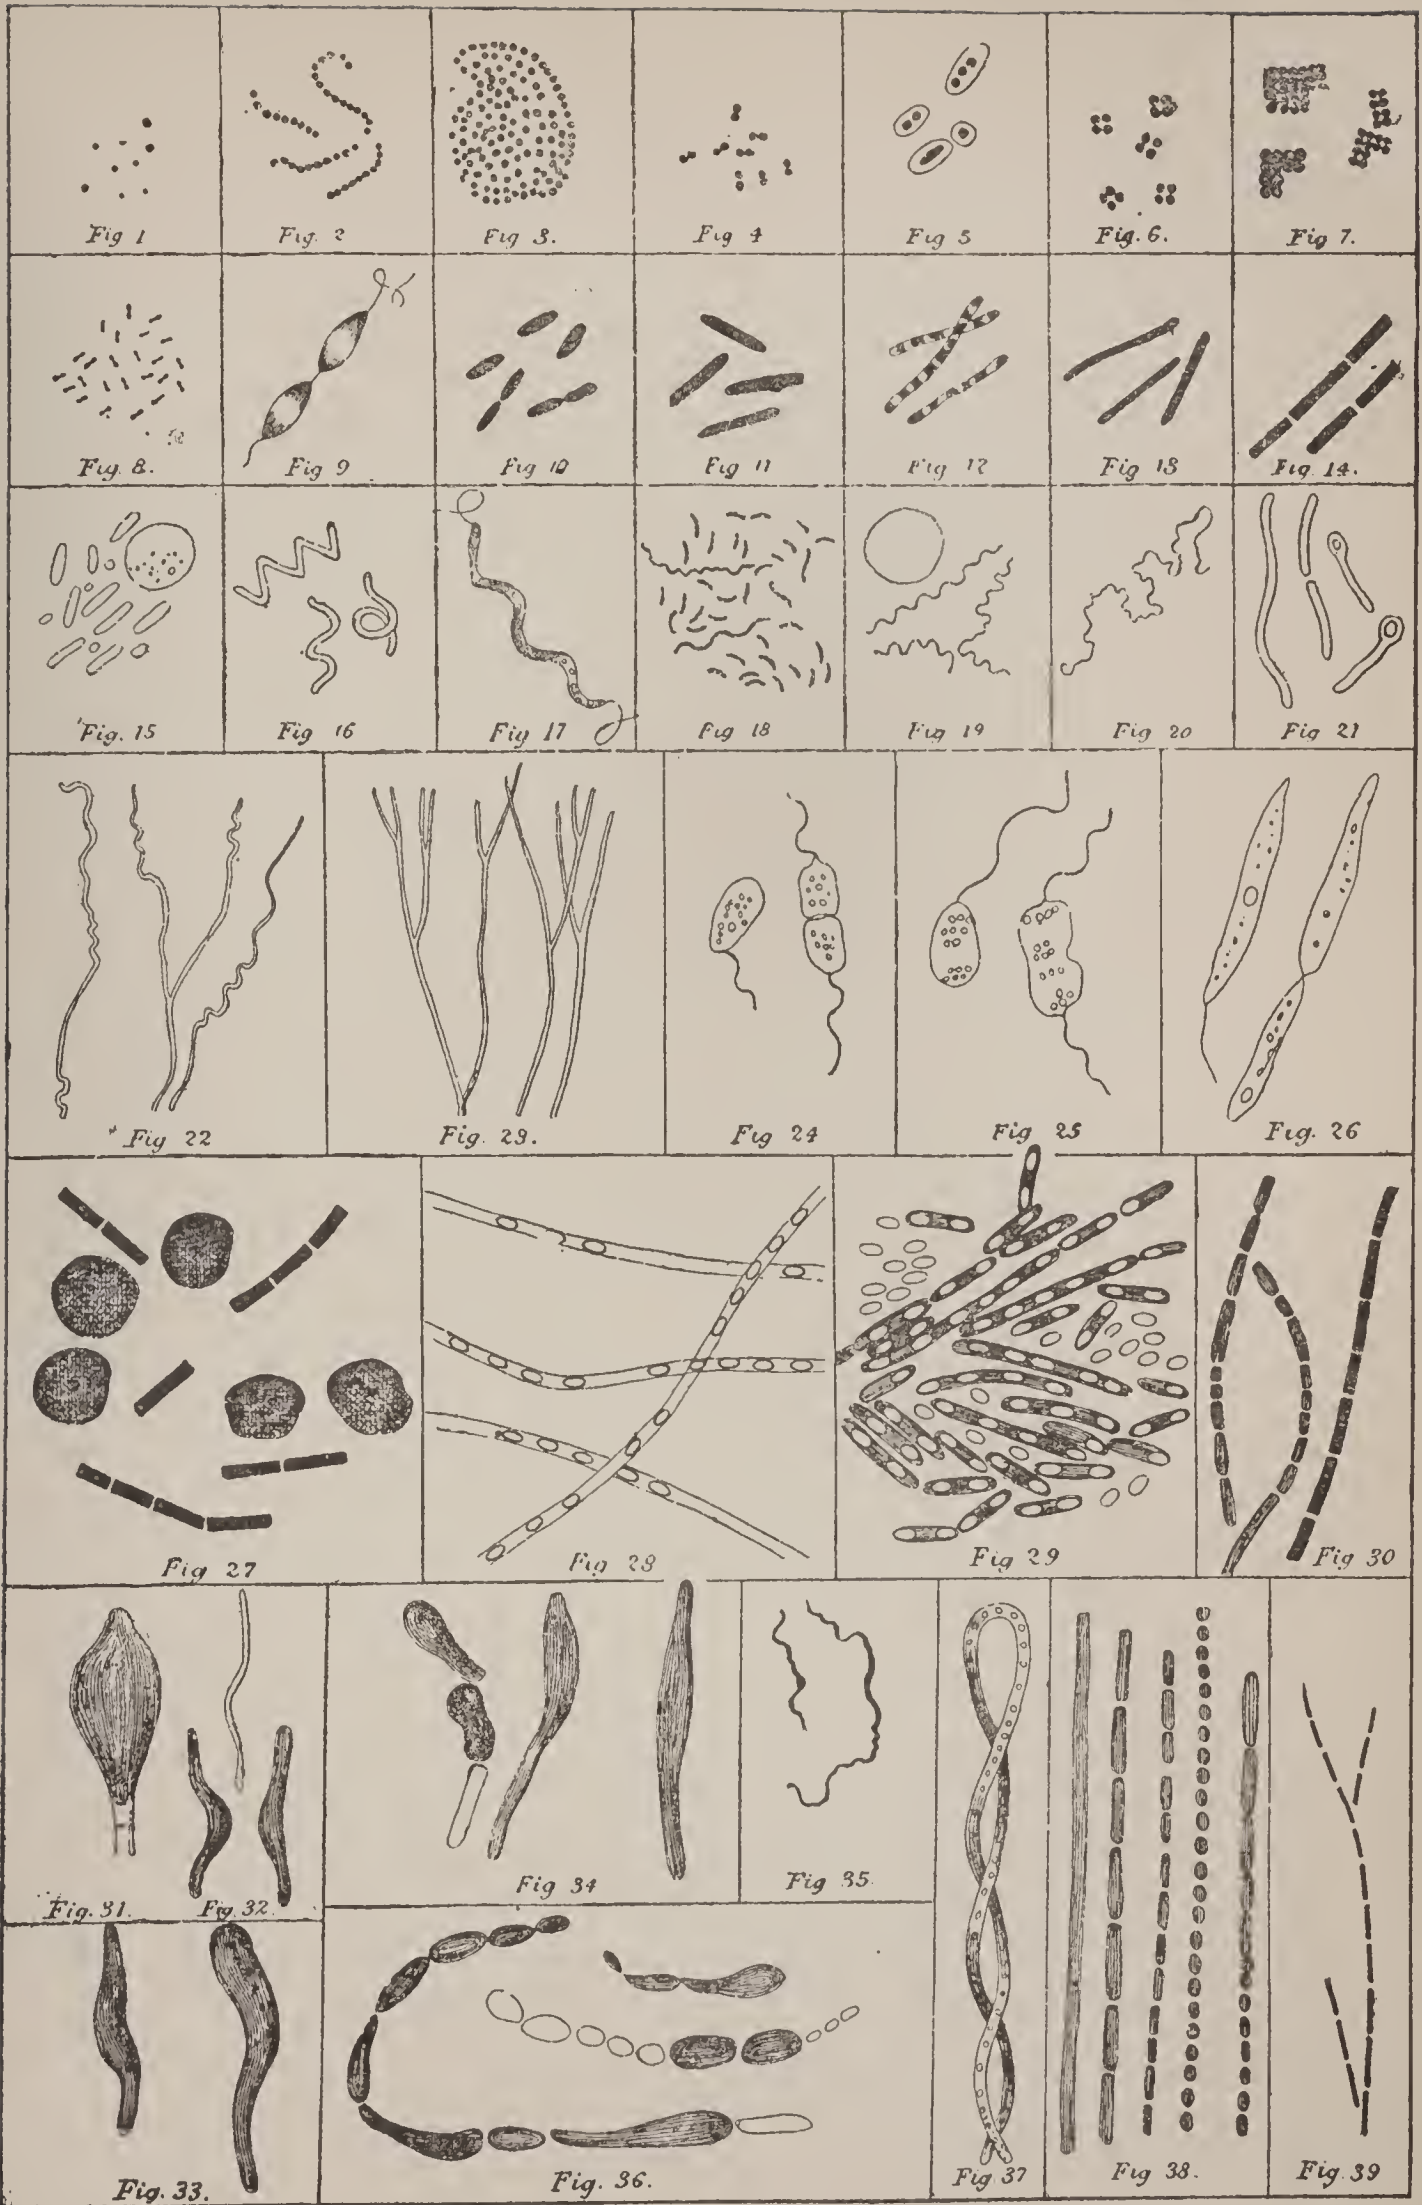 Fig 1
Fig. 2
Fig 3.
Fig 4
Fig 5
Fig. 6.
Fig 7.
Fig. 8.
Fig 9
Fig 10
Fig 11
Fig 12
Fig 13
Fig. 14.
Fig. 15
Fig 16
Fig 17
Fig 18
Fig 19
Fig 20
Fig 21
Fig 22
Fig. 23.
Fig 24
Fig 25
Fig. 26
Fig 27
Fig 28
Fig 29
Fig 30
Fig. 31.
Fig. 32
Fig 34
Fig 35.
Fig. 33.
Fig. 36.
Fig 37
Fig 38.
Fig 39